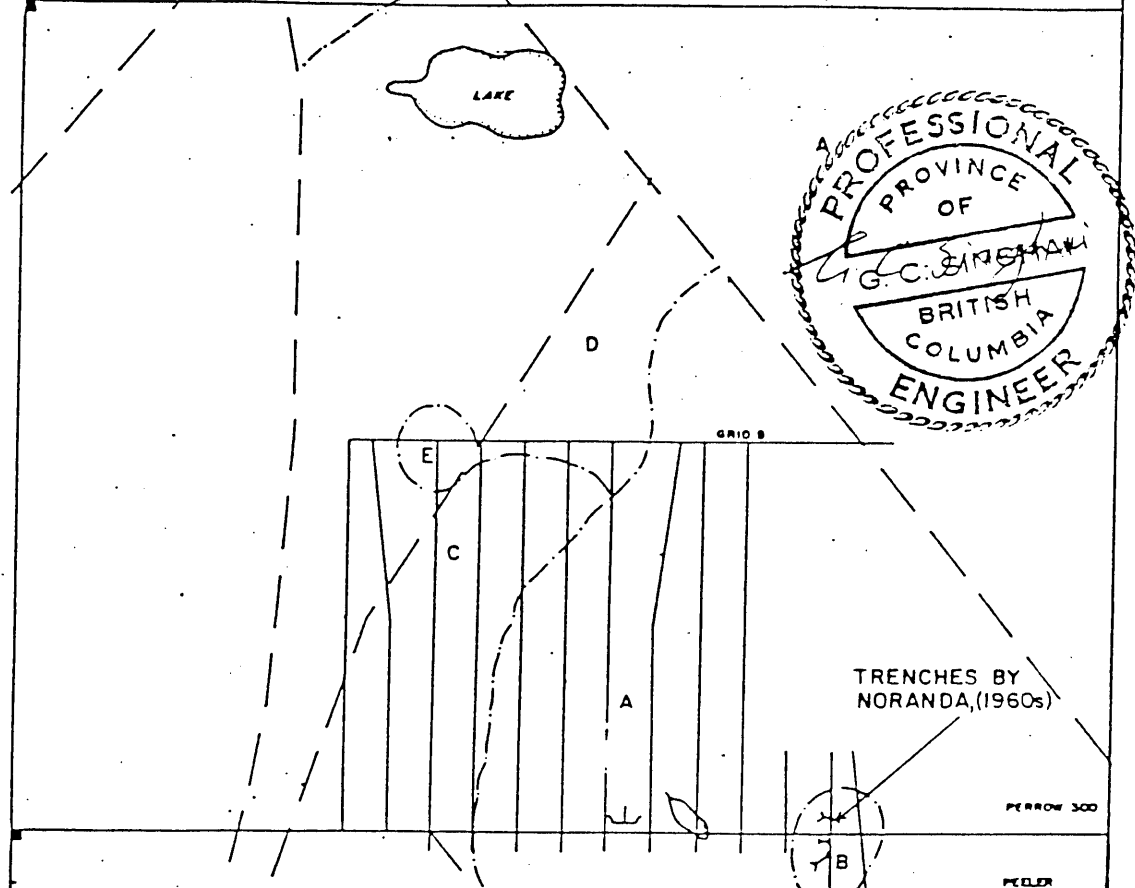 LAKE
A
PROFESSIONAL
PROVINCE
OF
BRITISH
COLUMBIA
ENGINEER
D
GRID B
E
C
TRENCHES BY
NORANDA,(1960s)
A
PERROW 300
B
PEELER